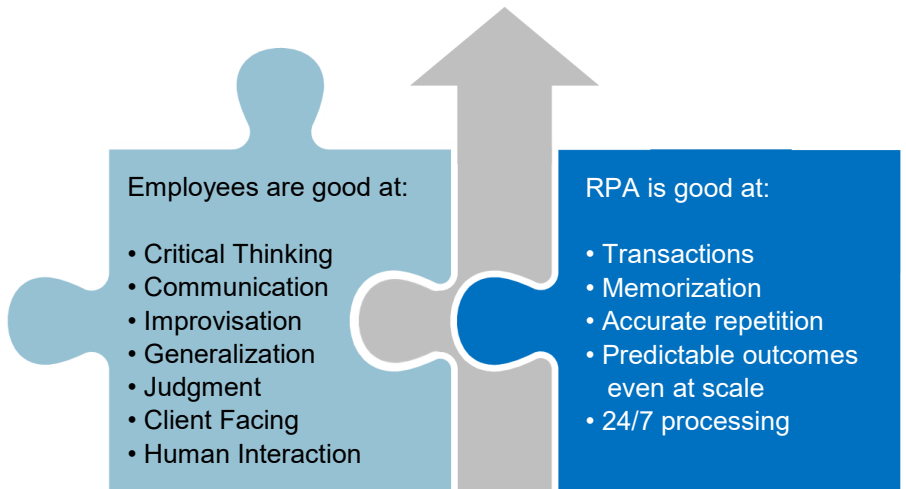 Employees are good at:
• Critical Thinking
• Communication
• Improvisation
• Generalization
• Judgment
• Client Facing
• Human Interaction
RPA is good at:
• Transactions
• Memorization
• Accurate repetition
• Predictable outcomes
even at scale
• 24/7 processing